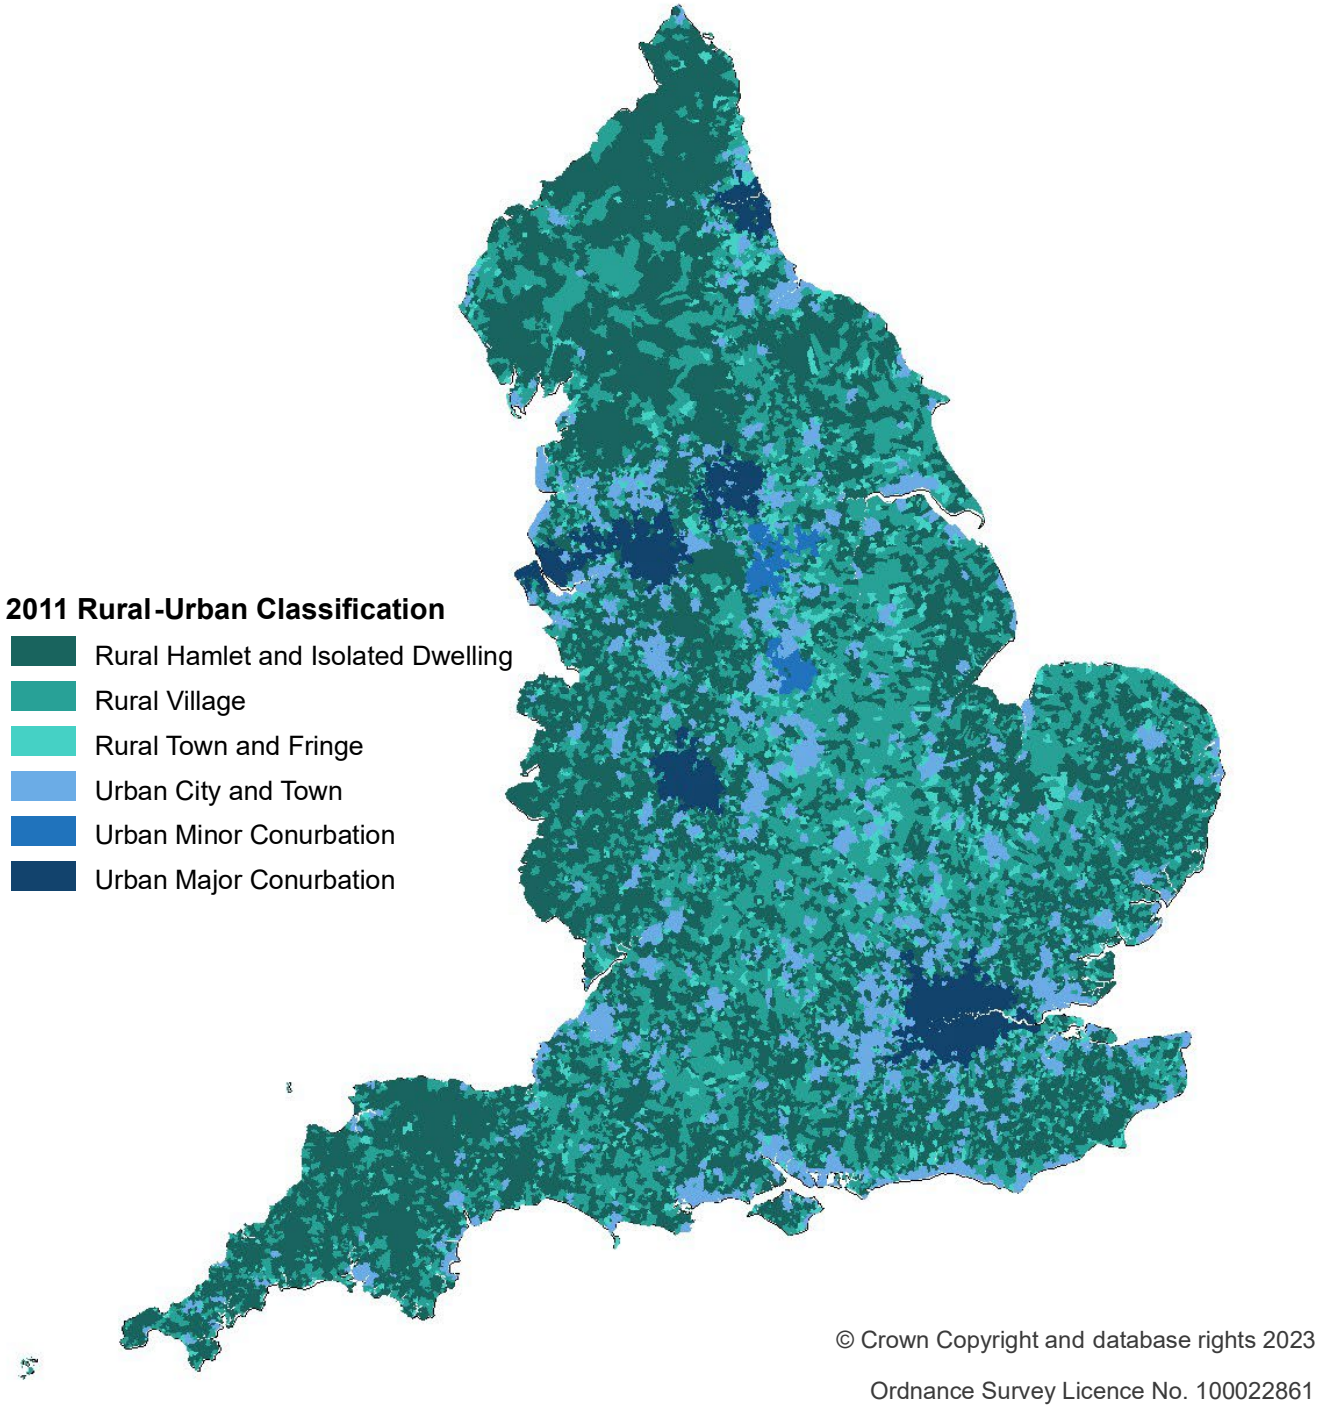 2011 Rural-Urban Classification
Rural Hamlet and Isolated Dwelling
Rural Village
Rural Town and Fringe
Urban City and Town
Urban Minor Conurbation
Urban Major Conurbation
© Crown Copyright and database rights 2023
Ordnance Survey Licence No. 100022861